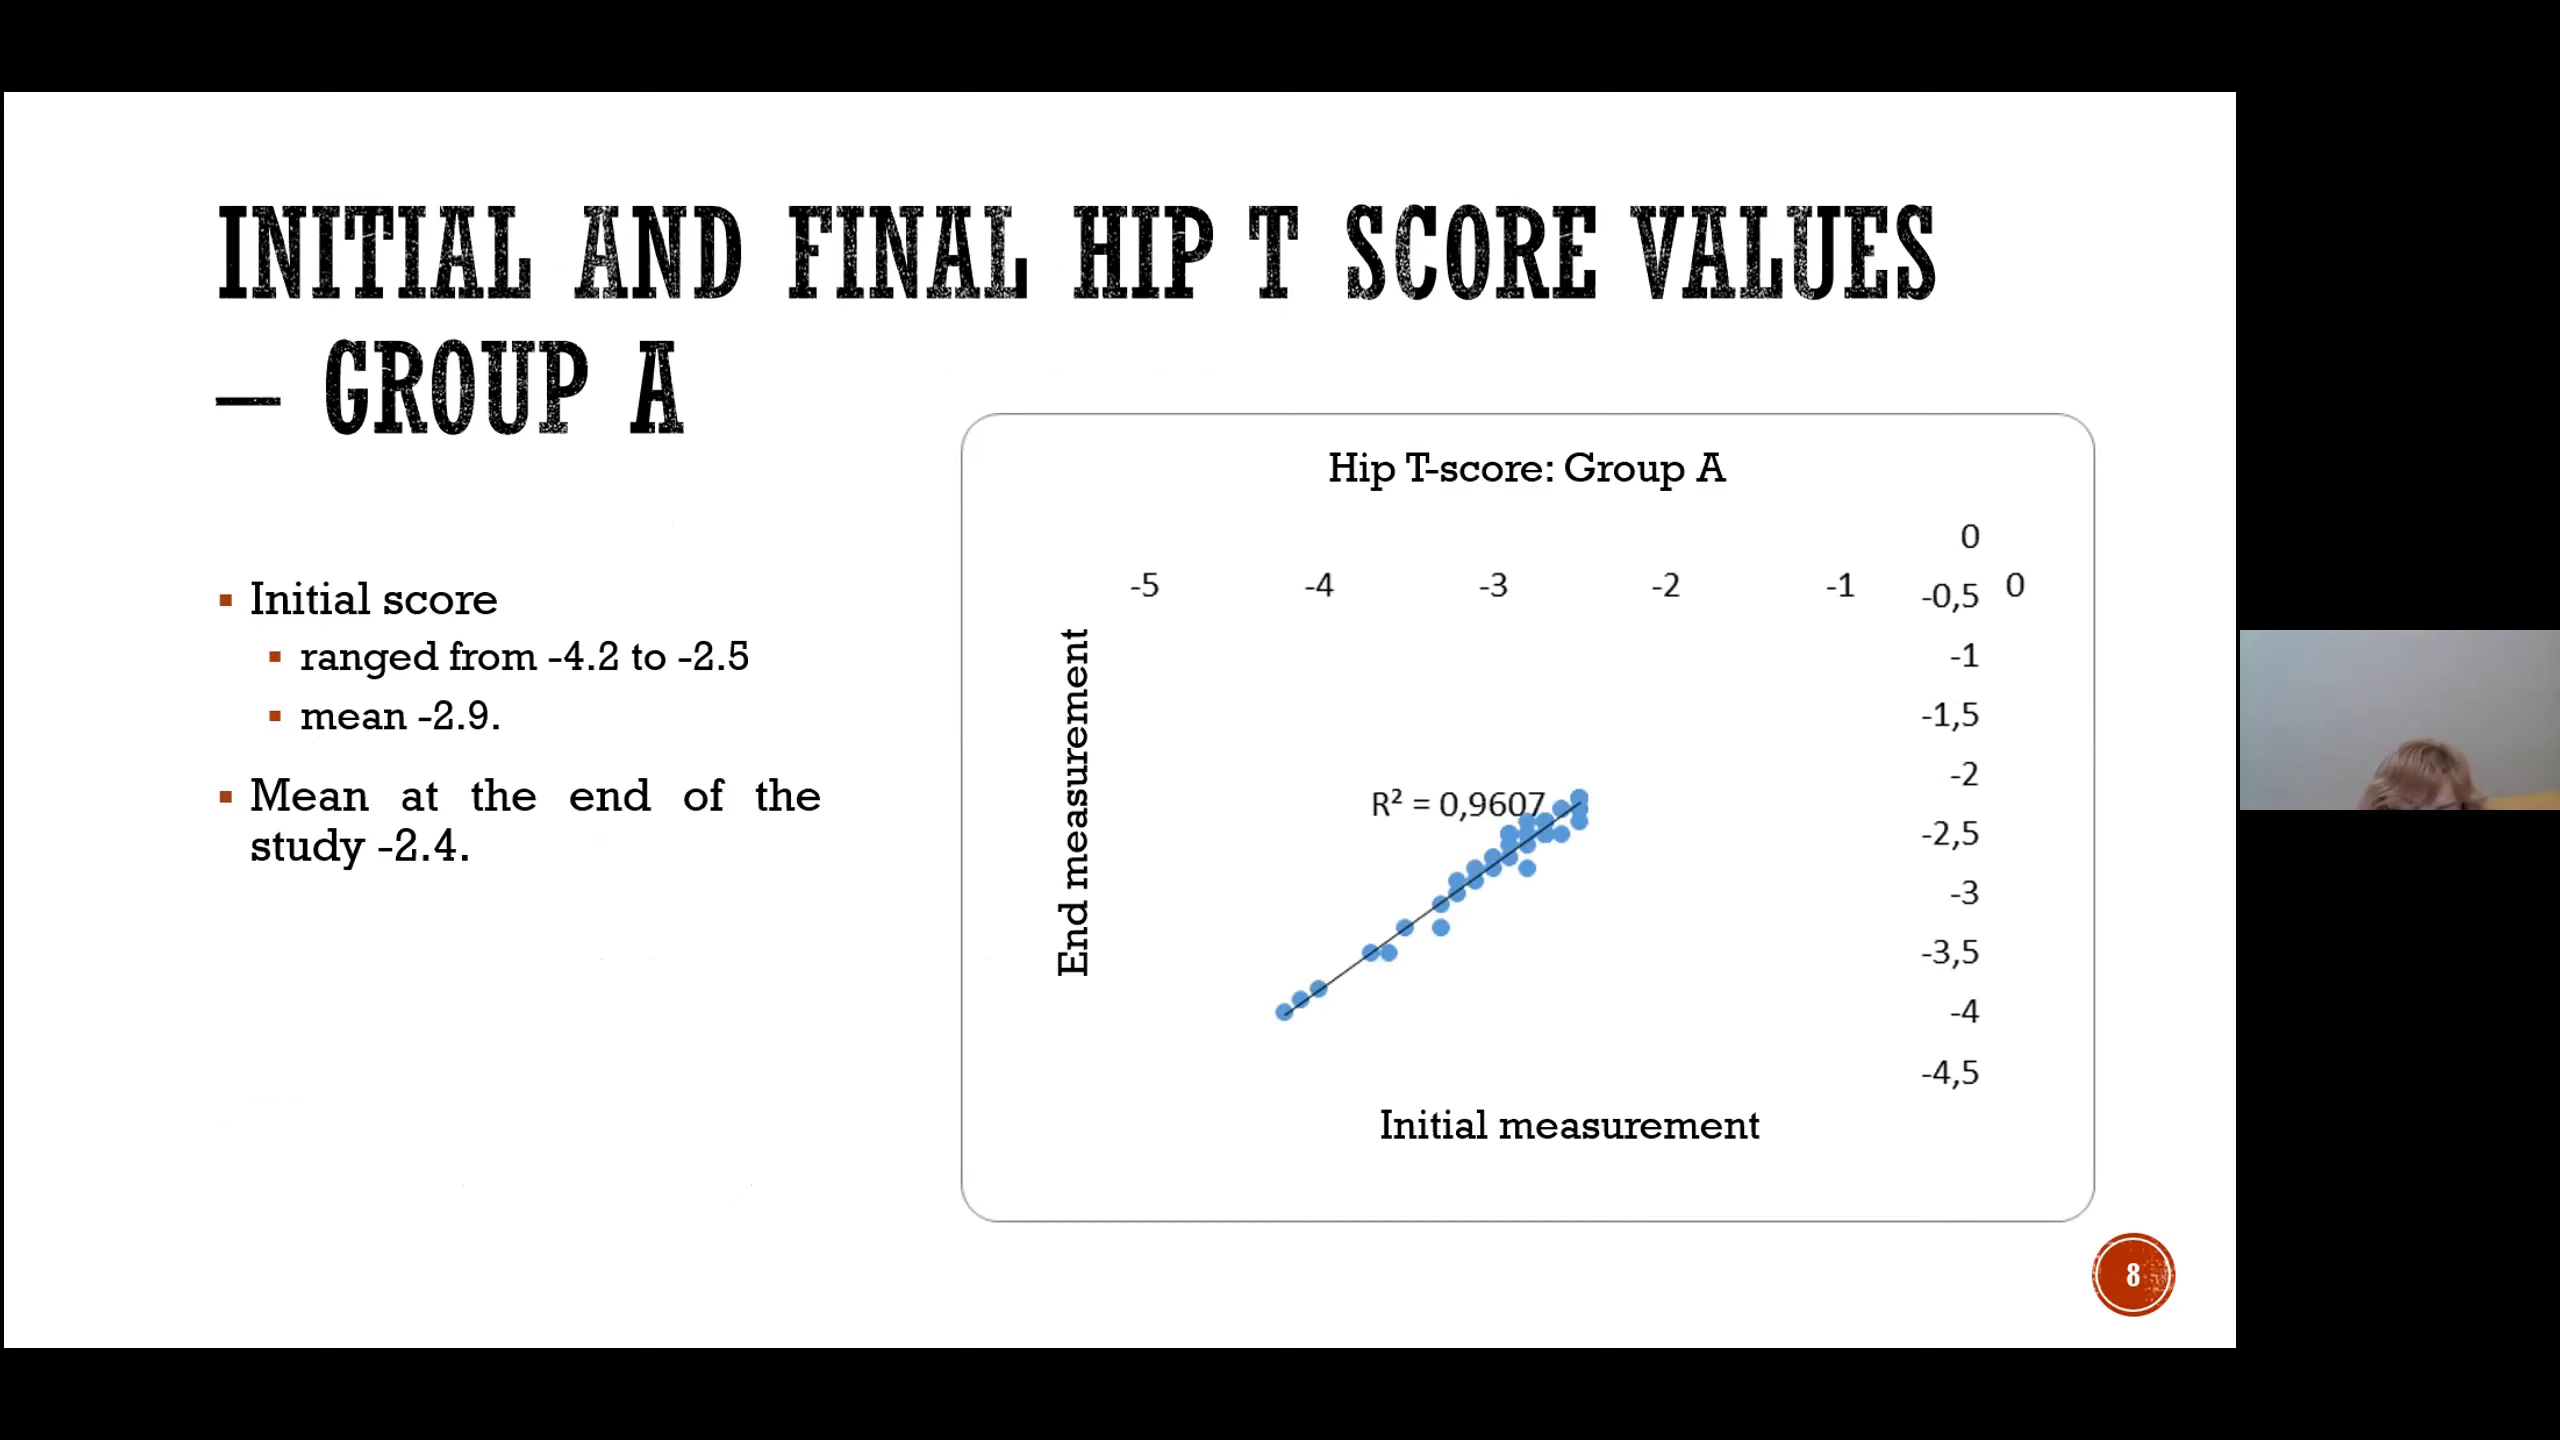 INITIAL AND FINAL HIP T SCORE VALUES
– GROUP A
▪ Initial score
▪ ranged from -4.2 to -2.5
▪ mean -2.9.
▪ Mean at the end of the
study -2.4.
Hip T-score: Group A
0
-5 -4 -3 -2 -1 0
-0,5
-1
-1,5
-2
-2,5
-3
-3,5
-4
-4,5
R² = 0,9607
End measurement
Initial measurement
8